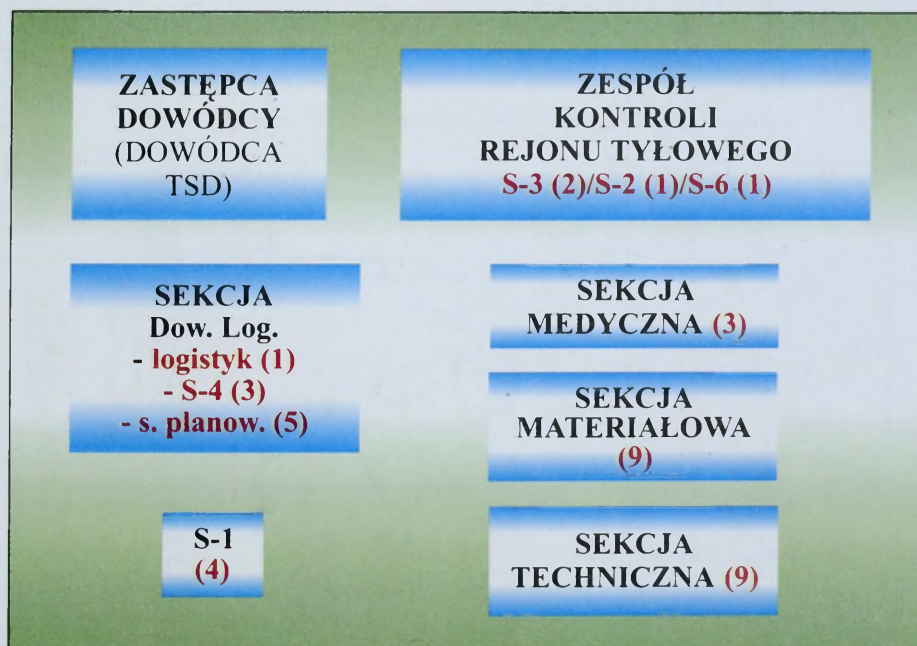 ZASTĘPCA
DOWÓDCY
(DOWÓDCA
TSD)
ZESPÓŁ
KONTROLI
REJONU TYŁOWEGO
S-3 (2)/S-2 (1)/S-6 (1)
SEKCJA
Dow. Log.
- logistyk (1)
- S-4 (3)
- s. planow. (5)
SEKCJA
MEDYCZNA (3)
SEKCJA
MATERIAŁOWA
(9)
S-1
(4)
SEKCJA
TECHNICZNA (9)